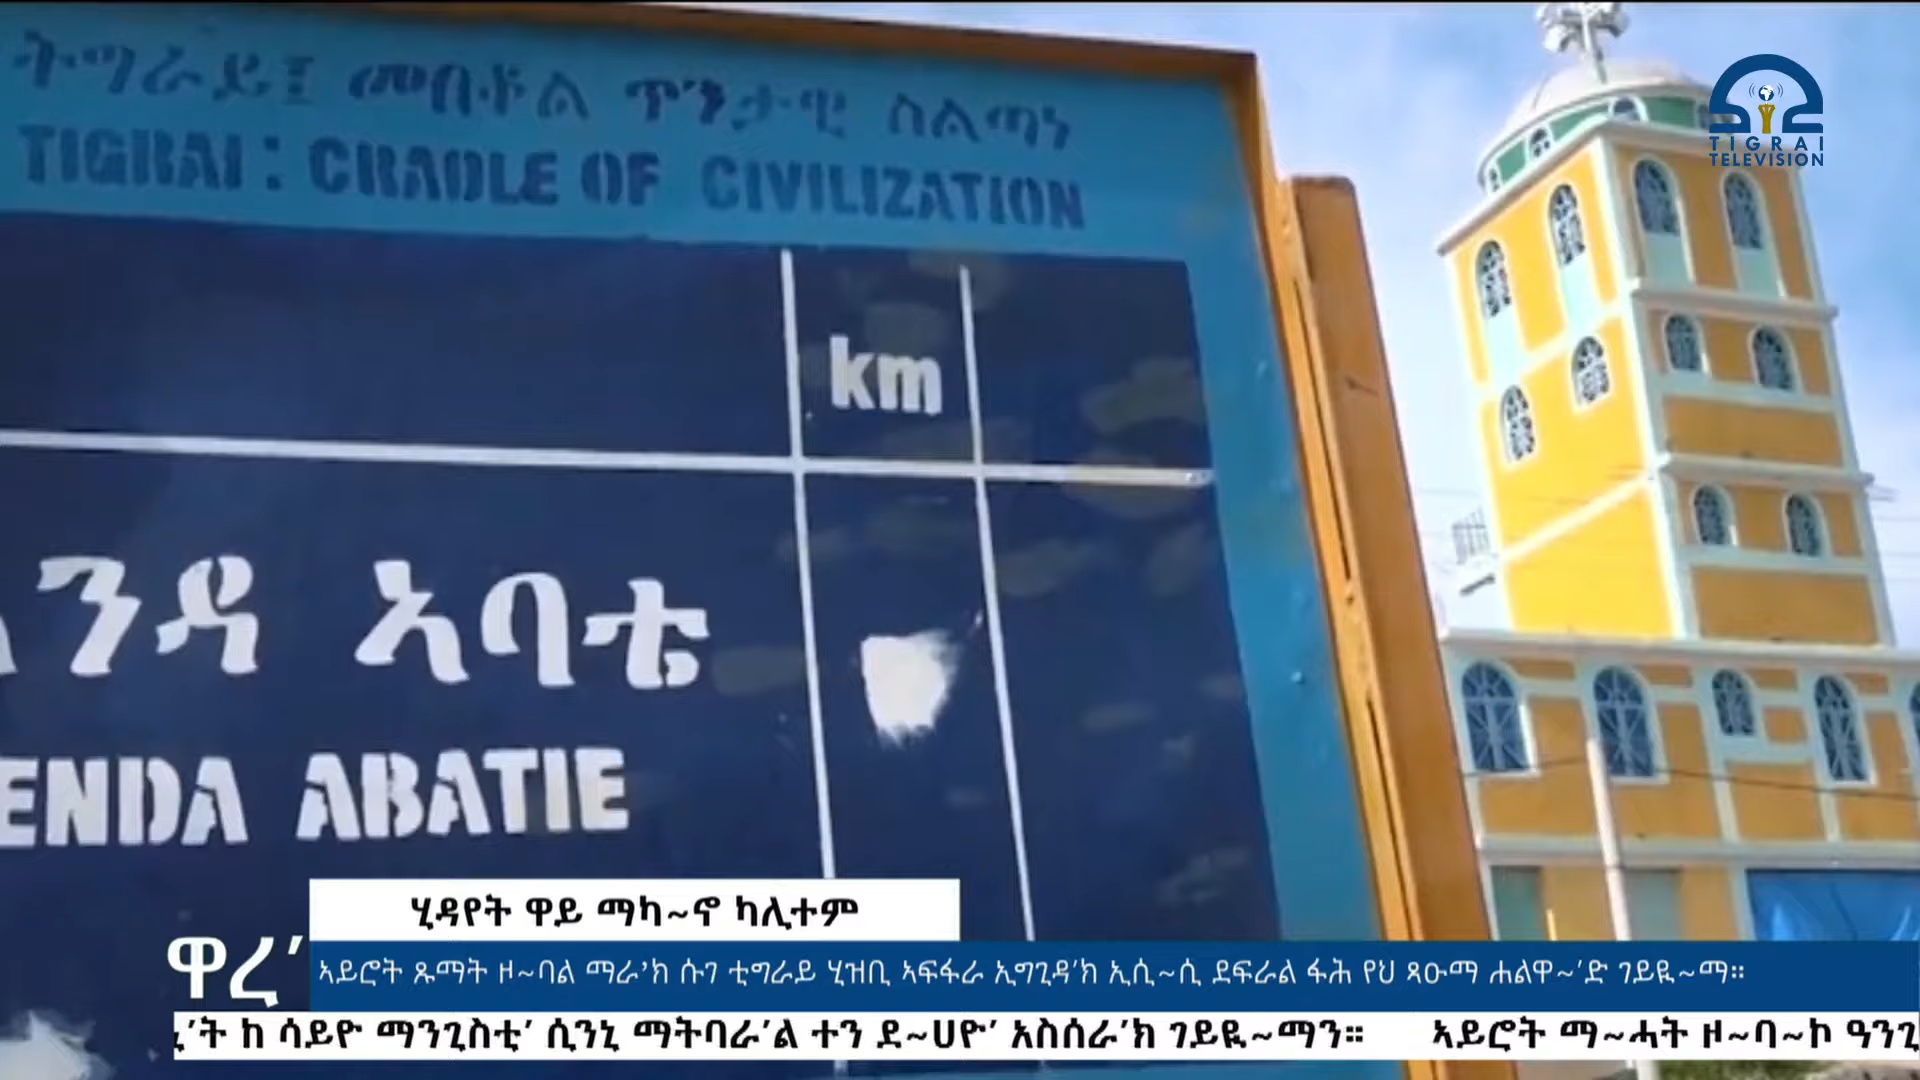 ትግራይ፤ መበቆል ጥንታዊ ስልጣነ
TIGRAI : CRADLE OF CIVILIZATION
TIGRAI
TELEVISION
km
ንዳ ኣባቴ
ENDA ABATIE
ሂዳየት ዋይ ማካ~ኖ ካሊተም
ዋረ’
ኣይሮት ጹማት ዞ~ባል ማራ’ክ ሱገ ቲግራይ ሂዝቢ ኣፍፋራ ኢግጊዳ’ክ ኢሲ~ሲ ደፍራል ፋሕ የህ ጻዑማ ሐልዋ~’ድ ገይዪ~ማ።
’ት ከ ሳይዮ ማንጊስቲ’ ሲንኒ ማትባራ’ል ተን ደ~ሀዮ’ አስሰራ’ክ ገይዪ~ማን። ኣይሮት ማ~ሓት ዞ~ባ~ኮ ዓንጊ